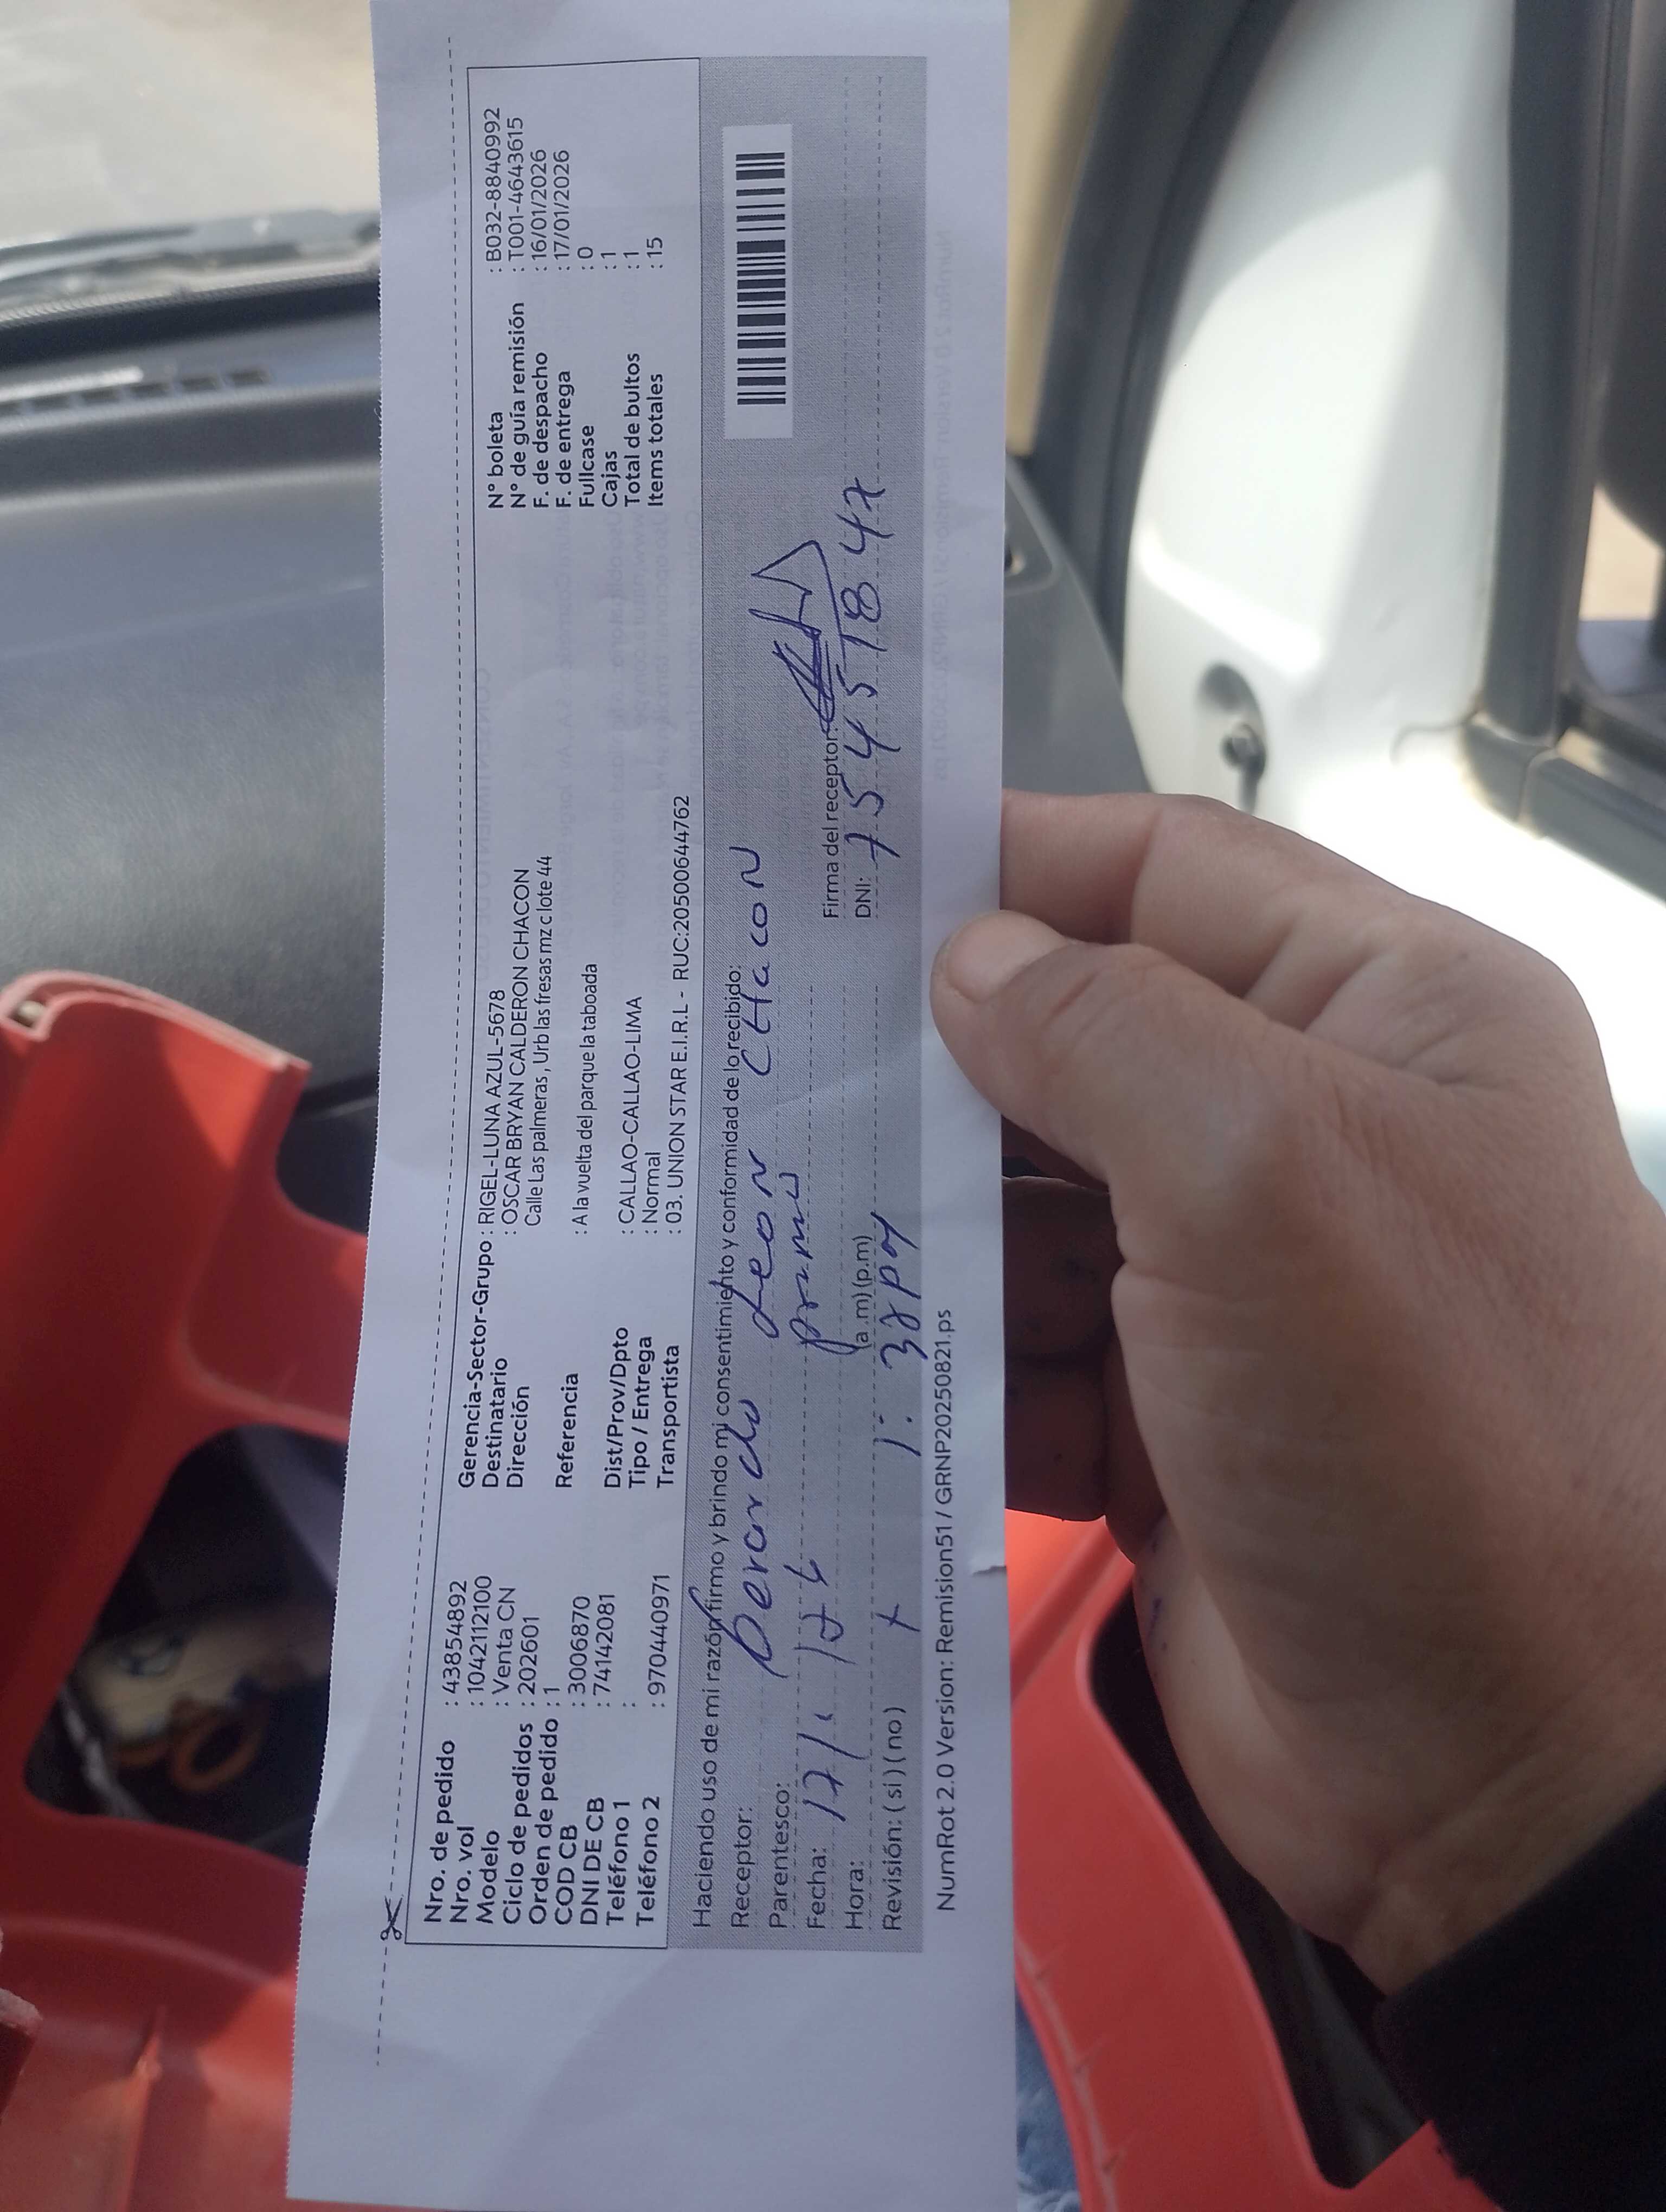 Nro. de pedido : 43854892
Nro. vol : 1042112100
Modelo : Venta CN
Ciclo de pedidos : 202601
Orden de pedido : 1
COD CB : 3006870
DNI DE CB : 74142081
Teléfono 1 :
Teléfono 2 : 970440971
Gerencia-Sector-Grupo : RIGEL-LUNA AZUL-5678
Destinatario : OSCAR BRYAN CALDERON CHACON
Dirección Calle Las palmeras , Urb las fresas mz c lote 44
Referencia : A la vuelta del parque la taboada
Dist/Prov/Dpto : CALLAO-CALLAO-LIMA
Tipo / Entrega : Normal
Transportista : 03. UNION STAR E.I.R.L - RUC:20500644762
N° boleta : B032-8840992
N° de guía remisión : T001-4643615
F. de despacho : 16/01/2026
F. de entrega : 17/01/2026
Fullcase : 0
Cajas : 1
Total de bultos : 1
Items totales : 15
Haciendo uso de mi razón firmo y brindo mi consentimiento y conformidad de lo recibido:
Receptor: Leon CHacon
Parentesco: primo
Fecha:
Hora: (a.m) (p.m)
Revisión: ( si ) ( no )
Firma del receptor:
DNI: 75451847
NumRot 2.0 Version: Remision51 / GRNP20250821.ps